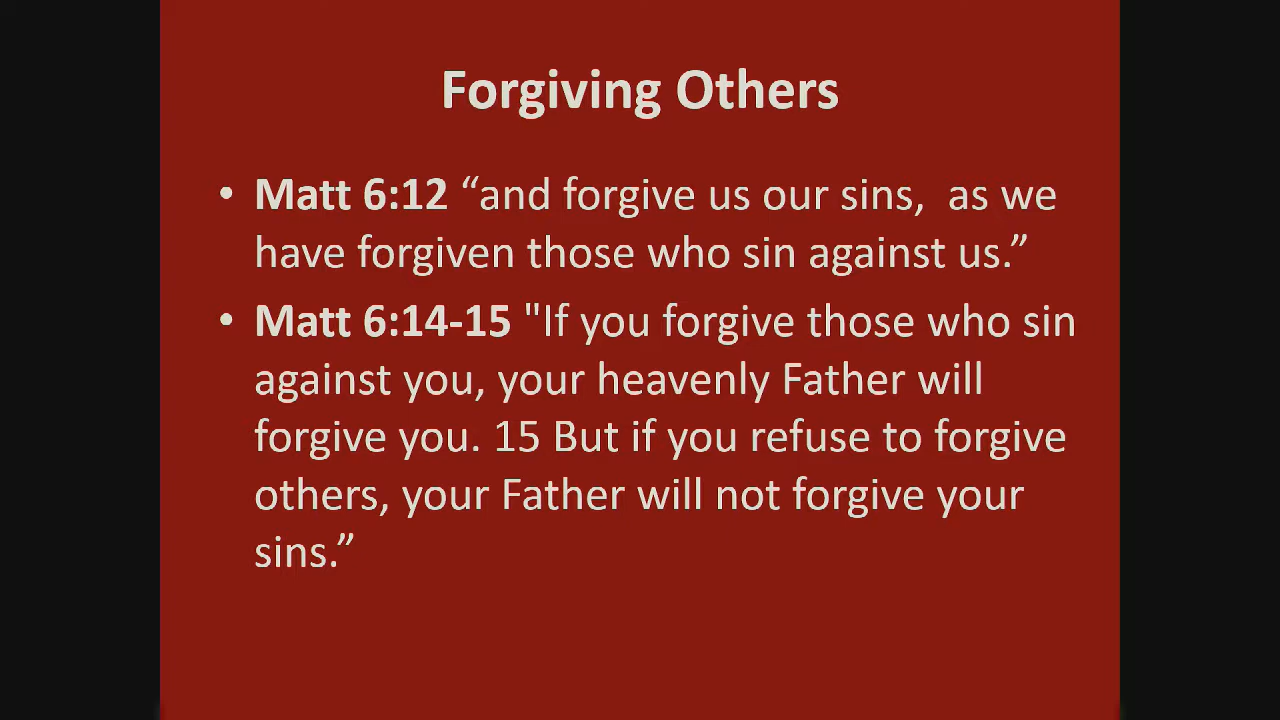 Forgiving Others
• Matt 6:12 “and forgive us our sins,  as we
have forgiven those who sin against us.”
• Matt 6:14-15 "If you forgive those who sin
against you, your heavenly Father will
forgive you. 15 But if you refuse to forgive
others, your Father will not forgive your
sins.”